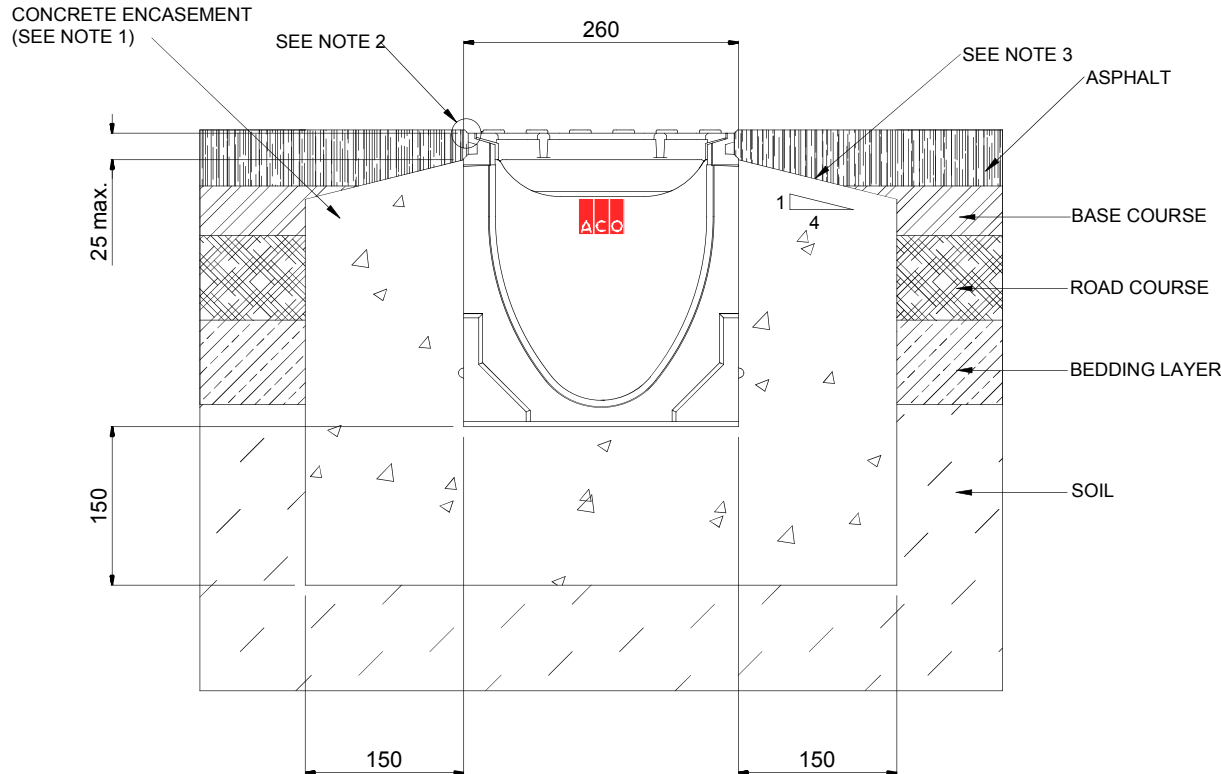 CONCRETE ENCASEMENT
(SEE NOTE 1)
SEE NOTE 2
260
SEE NOTE 3
ASPHALT
25 max.
ACO
1
4
BASE COURSE
ROAD COURSE
BEDDING LAYER
150
SOIL
150
150